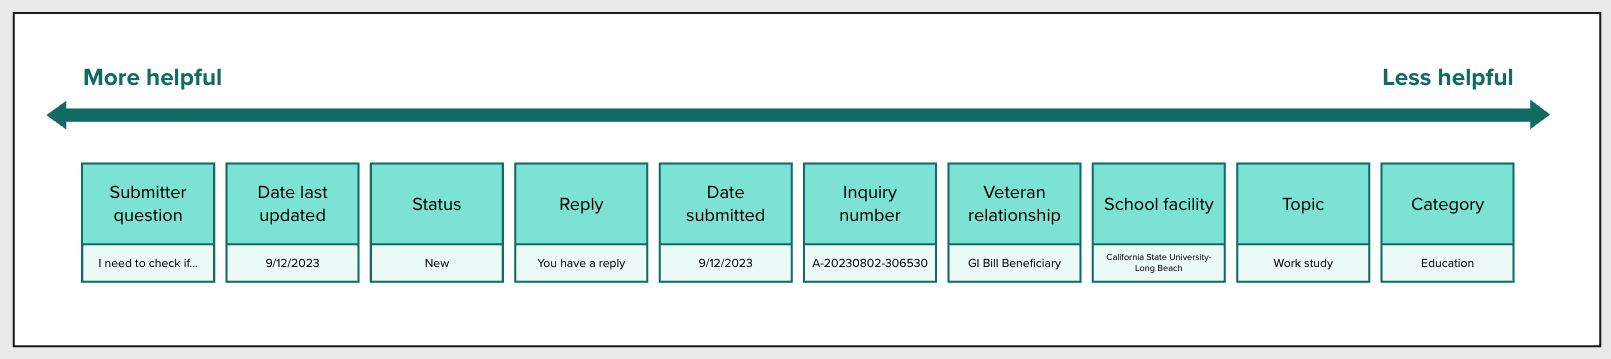 More helpful
Less helpful
Submitter
question
I need to check if...
Date last
updated
9/12/2023
Status
New
Reply
You have a reply
Date
submitted
9/12/2023
Inquiry
number
A-20230802-306530
Veteran
relationship
GI Bill Beneficiary
School facility
California State University-
Long Beach
Topic
Work study
Category
Education